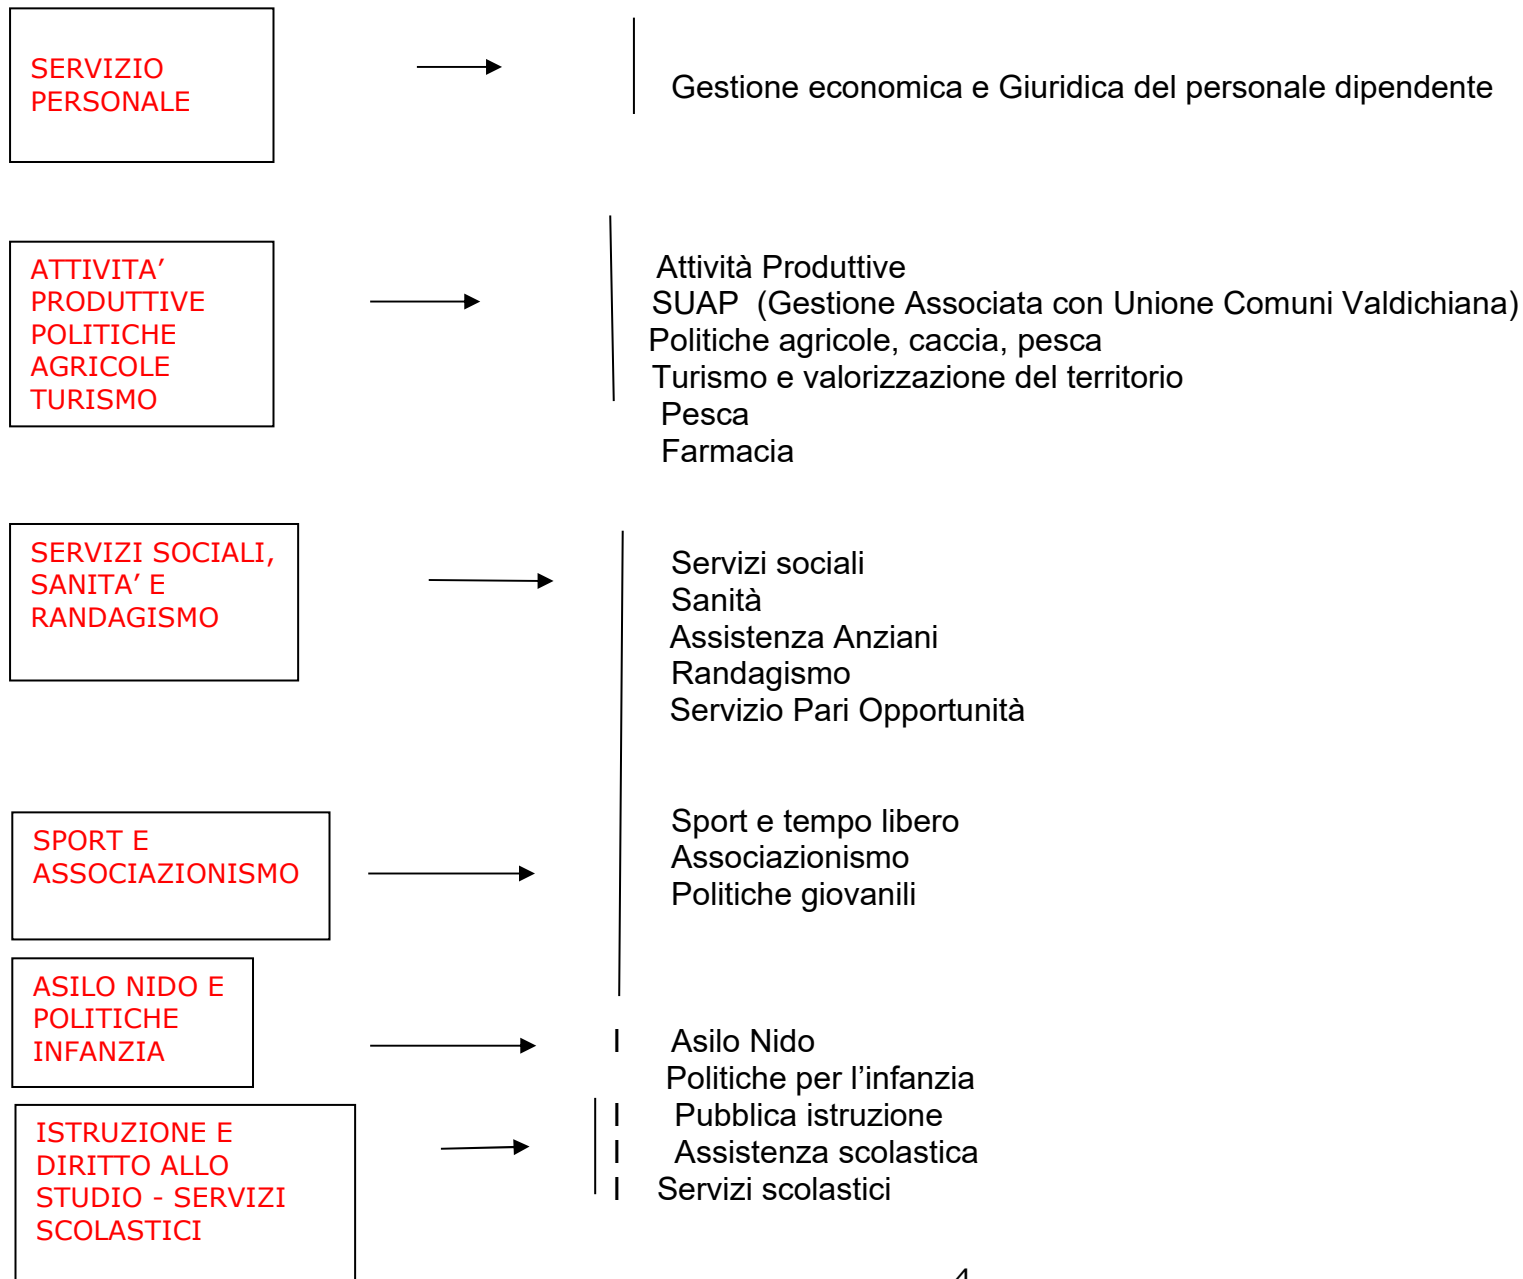 SERVIZIO
PERSONALE
Gestione economica e Giuridica del personale dipendente
ATTIVITA’
PRODUTTIVE
POLITICHE
AGRICOLE
TURISMO
Attività Produttive
SUAP  (Gestione Associata con Unione Comuni Valdichiana)
Politiche agricole, caccia, pesca
Turismo e valorizzazione del territorio
Pesca
Farmacia
SERVIZI SOCIALI,
SANITA’ E
RANDAGISMO
Servizi sociali
Sanità
Assistenza Anziani
Randagismo
Servizio Pari Opportunità
SPORT E
ASSOCIAZIONISMO
Sport e tempo libero
Associazionismo
Politiche giovanili
ASILO NIDO E
POLITICHE
INFANZIA
I Asilo Nido
Politiche per l’infanzia
ISTRUZIONE E
DIRITTO ALLO
STUDIO - SERVIZI
SCOLASTICI
I Pubblica istruzione
I Assistenza scolastica
I Servizi scolastici